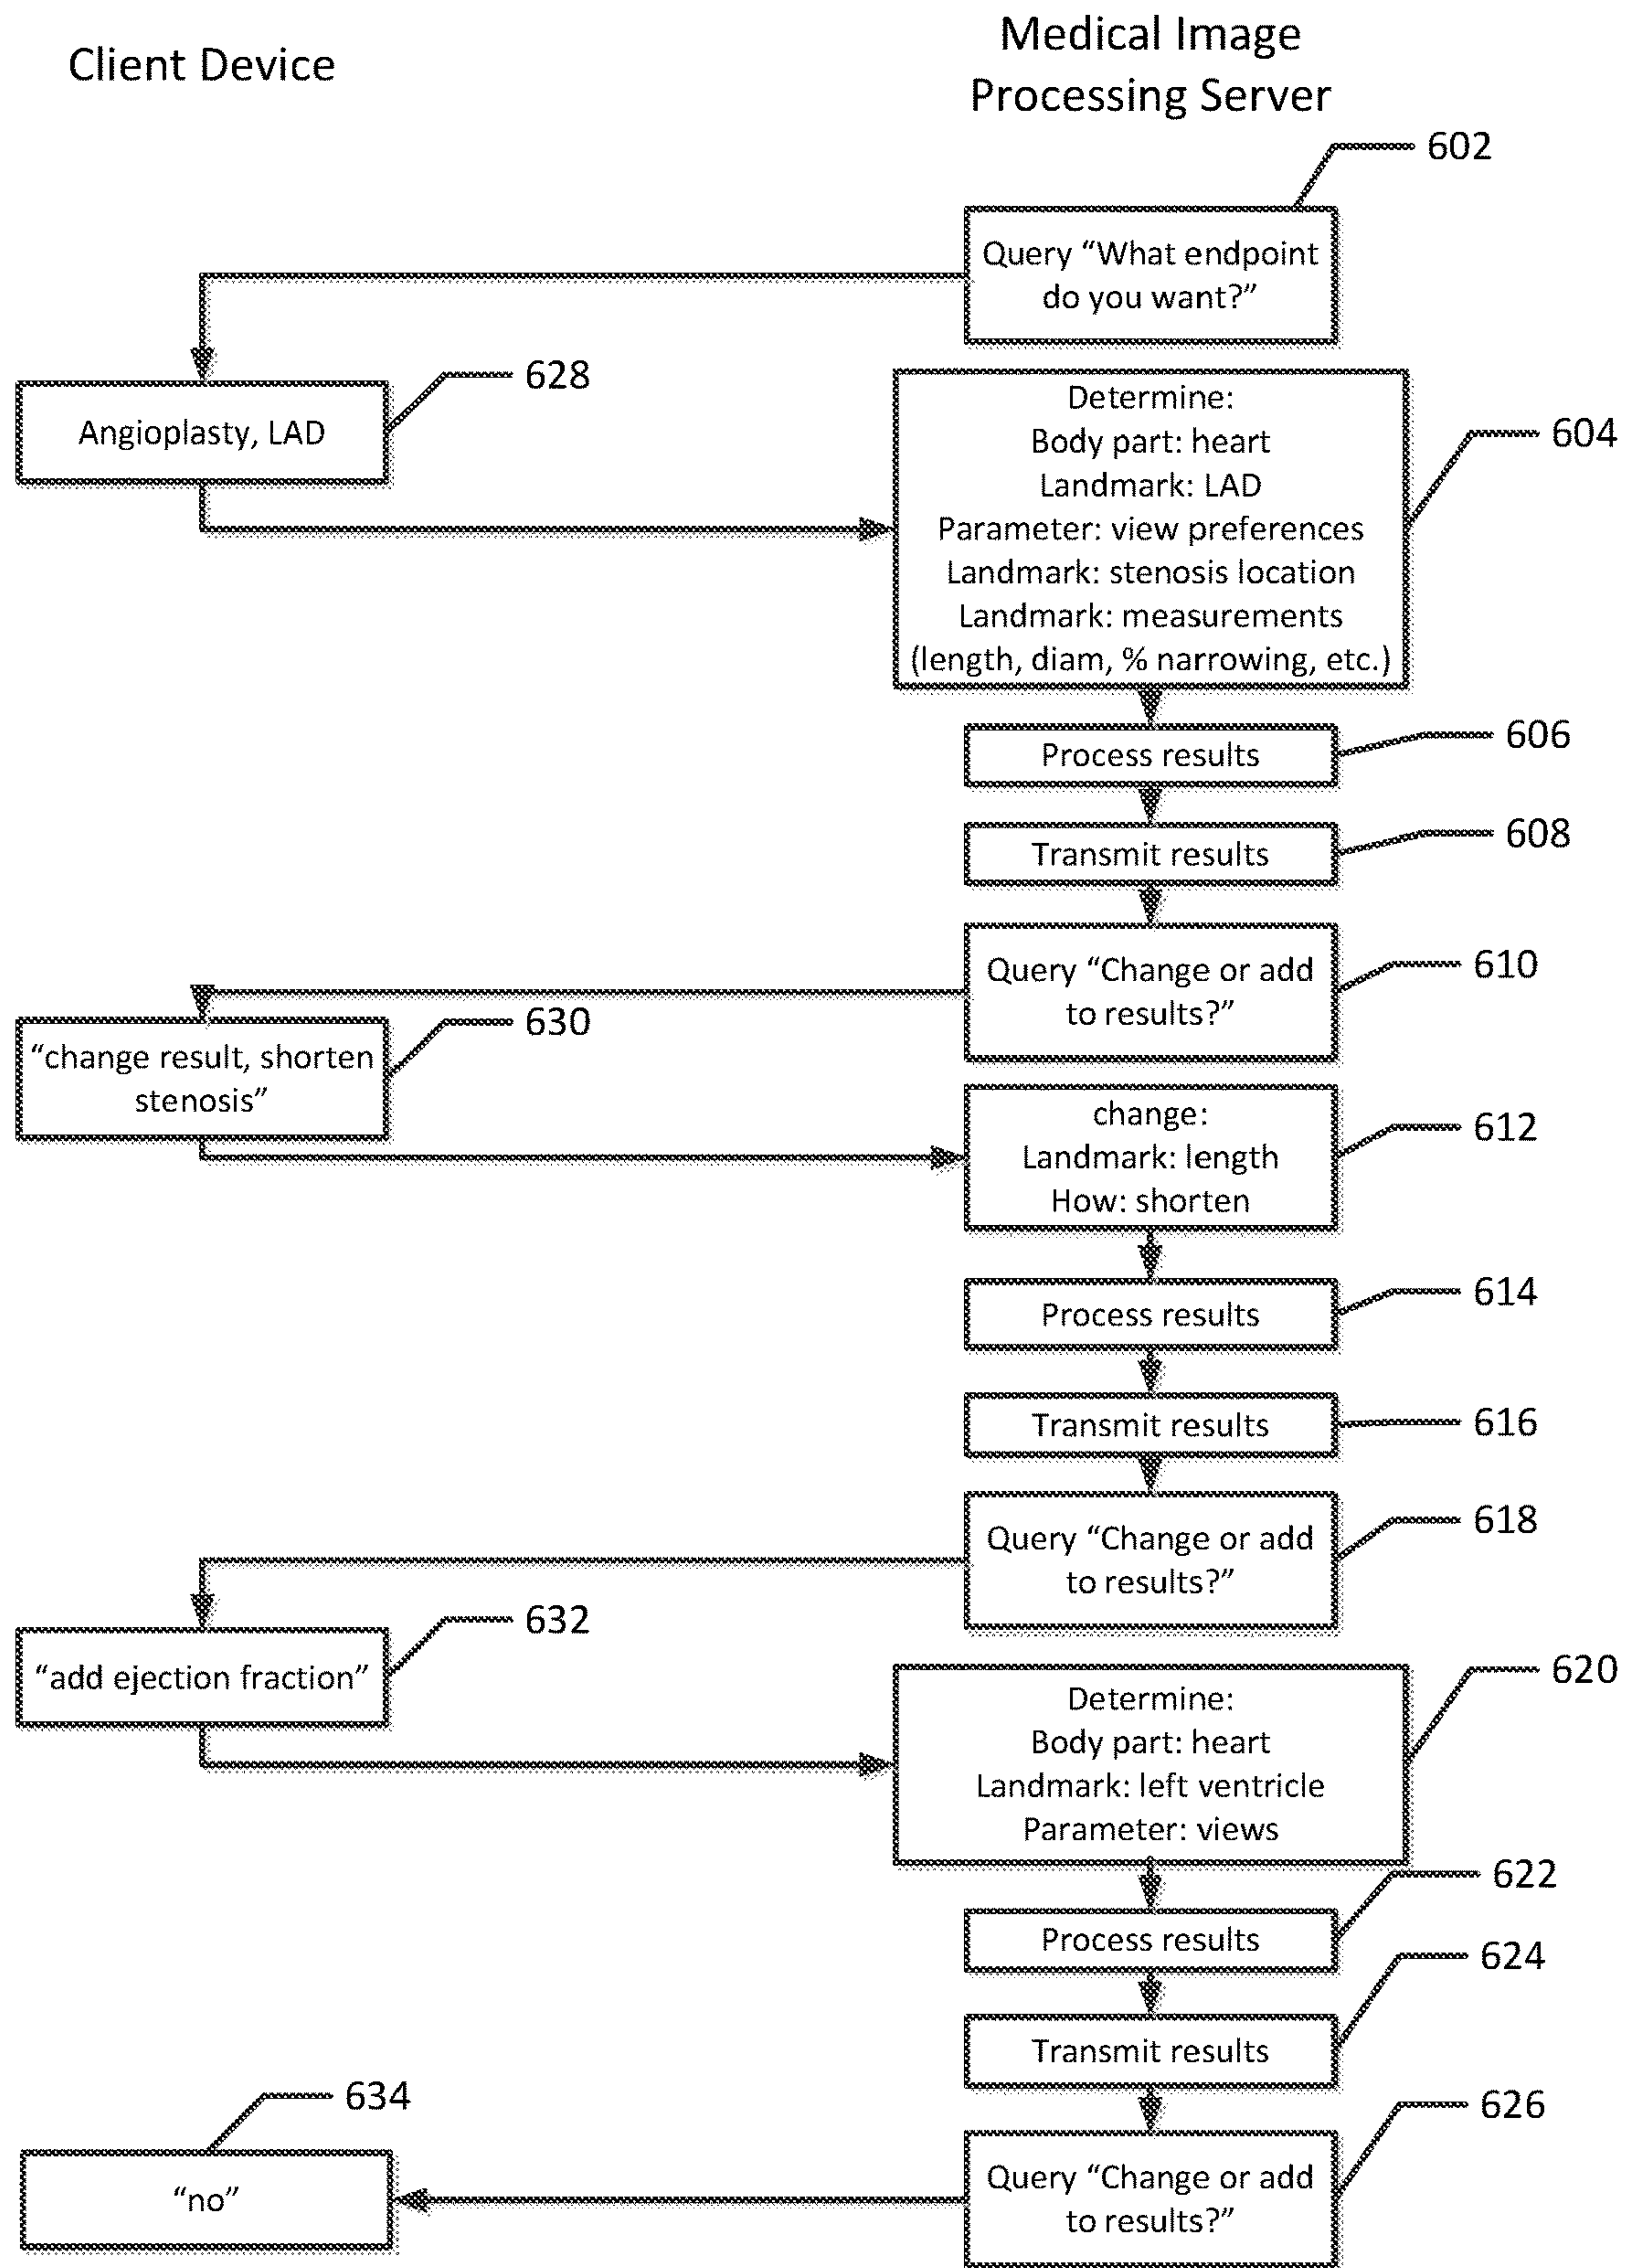 Client Device
Medical Image
Processing Server
602
Query “What endpoint
do you want?”
628
Angioplasty, LAD
604
Determine:
Body part: heart
Landmark: LAD
Parameter: view preferences
Landmark: stenosis location
Landmark: measurements
(length, diam, % narrowing, etc.)
606
Process results
608
Transmit results
610
Query “Change or add
to results?”
630
“change result, shorten
stenosis”
612
change:
Landmark: length
How: shorten
614
Process results
616
Transmit results
618
Query “Change or add
to results?”
632
“add ejection fraction”
620
Determine:
Body part: heart
Landmark: left ventricle
Parameter: views
622
Process results
624
Transmit results
626
Query “Change or add
to results?”
634
“no”